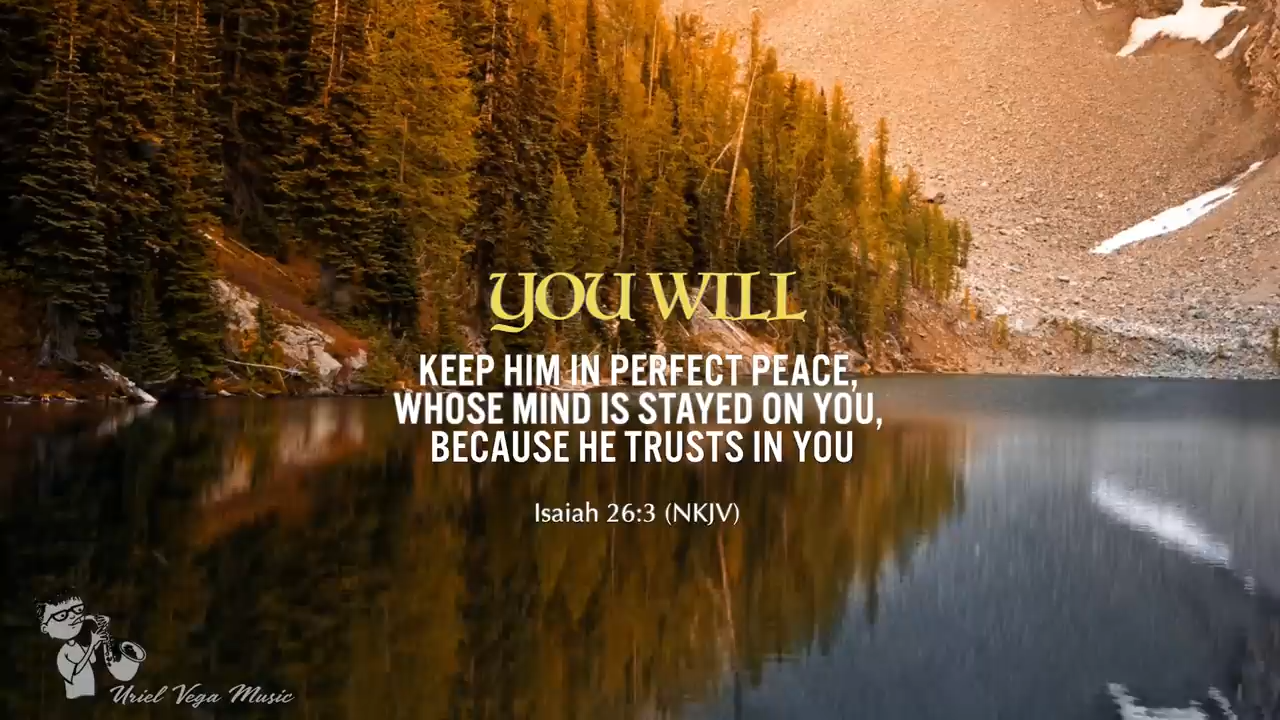 YOU WILL
KEEP HIM IN PERFECT PEACE,
WHOSE MIND IS STAYED ON YOU,
BECAUSE HE TRUSTS IN YOU
Isaiah 26:3 (NKJV)
Uriel Vega Music